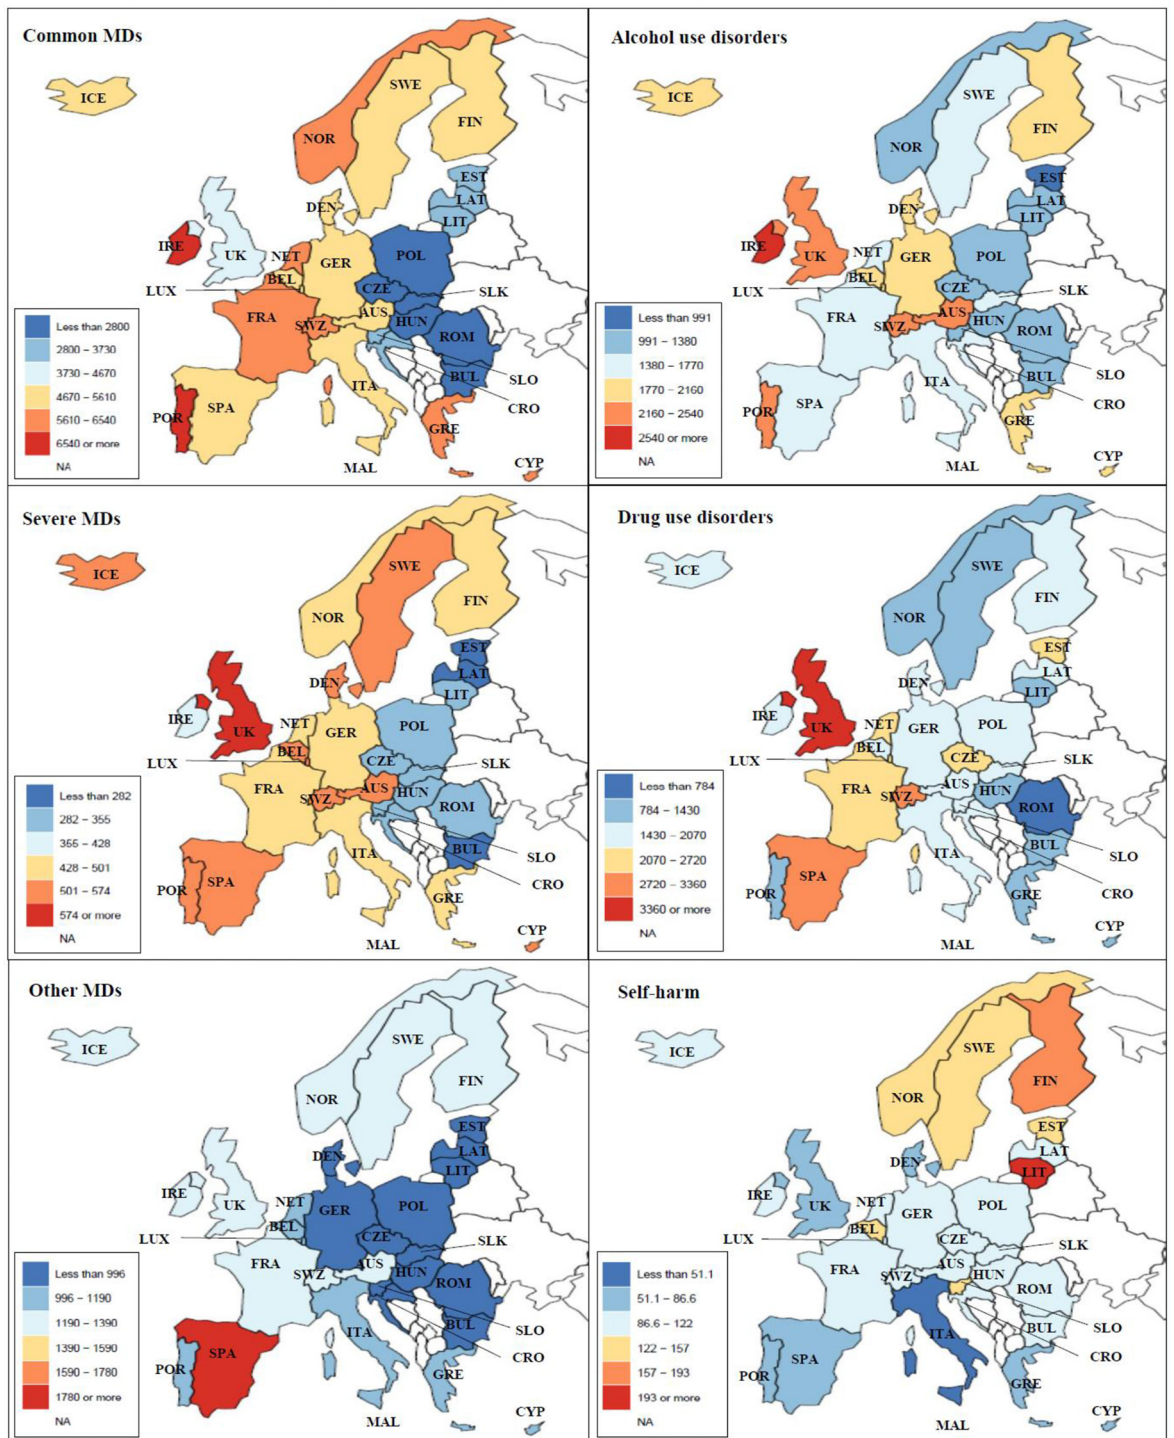 Common MDs
ICE
SWE
NOR
FIN
EST
LAT
DEN
LIT
IRE
UK
NET
GER
POL
BEL
LUX
CZE
SLK
FRA
AUS
SWZ
HUN
ROM
ITA
BUL
SLO
POR
SPA
CRO
GRE
MAL
CYP
Less than 2800
2800 – 3730
3730 – 4670
4670 – 5610
5610 – 6540
6540 or more
NA
Alcohol use disorders
ICE
SWE
FIN
NOR
EST
LAT
DEN
LIT
IRE
UK
NET
GER
POL
BEL
LUX
CZE
SLK
FRA
AUS
SWZ
HUN
ROM
ITA
BUL
SLO
POR
SPA
CRO
GRE
MAL
CYP
Less than 991
991 – 1380
1380 – 1770
1770 – 2160
2160 – 2540
2540 or more
NA
Severe MDs
ICE
SWE
FIN
NOR
EST
LAT
DEN
LIT
IRE
UK
NET
GER
POL
BEL
LUX
CZE
SLK
FRA
AUS
SWZ
HUN
ROM
ITA
BUL
SLO
POR
SPA
CRO
GRE
MAL
CYP
Less than 282
282 – 355
355 – 428
428 – 501
501 – 574
574 or more
NA
Drug use disorders
ICE
SWE
FIN
NOR
EST
LAT
DEN
LIT
IRE
UK
NET
GER
POL
BEL
LUX
CZE
SLK
FRA
AUS
SWZ
HUN
ROM
ITA
BUL
SLO
POR
SPA
CRO
GRE
MAL
CYP
Less than 784
784 – 1430
1430 – 2070
2070 – 2720
2720 – 3360
3360 or more
NA
Other MDs
ICE
SWE
FIN
NOR
EST
LAT
DEN
LIT
IRE
UK
NET
GER
POL
BEL
LUX
CZE
SLK
FRA
AUS
SWZ
HUN
ROM
ITA
BUL
SLO
POR
SPA
CRO
GRE
MAL
CYP
Less than 996
996 – 1190
1190 – 1390
1390 – 1590
1590 – 1780
1780 or more
NA
Self-harm
ICE
SWE
FIN
NOR
EST
LAT
DEN
LIT
IRE
UK
NET
GER
POL
BEL
LUX
CZE
SLK
FRA
AUS
SWZ
HUN
ROM
ITA
BUL
SLO
POR
SPA
CRO
GRE
MAL
CYP
Less than 51.1
51.1 – 86.6
86.6 – 122
122 – 157
157 – 193
193 or more
NA